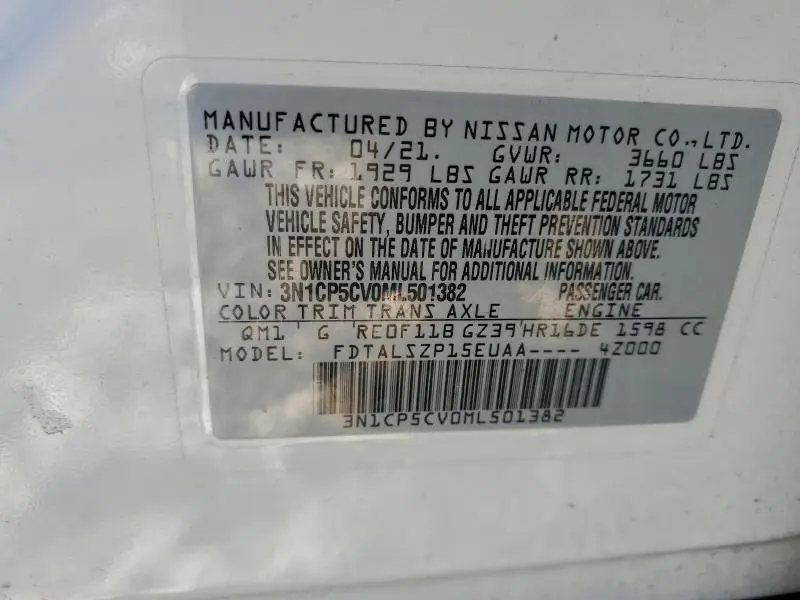 MANUFACTURED BY NISSAN MOTOR CO., LTD.
DATE: 04/21. GVWR: 3660 LBS
GAWR FR: 1929 LBS GAWR RR: 1731 LBS
THIS VEHICLE CONFORMS TO ALL APPLICABLE FEDERAL MOTOR
VEHICLE SAFETY, BUMPER AND THEFT PREVENTION STANDARDS
IN EFFECT ON THE DATE OF MANUFACTURE SHOWN ABOVE.
SEE OWNER'S MANUAL FOR ADDITIONAL INFORMATION.
VIN: 3N1CP5CV0ML501382 PASSENGER CAR.
COLOR TRIM TRANS AXLE ENGINE
QM1 G RE0F11B GZ39 HR16DE 1598 CC
MODEL: FDTALSZP15EUAA---- 4Z000
3N1CP5CV0ML501382